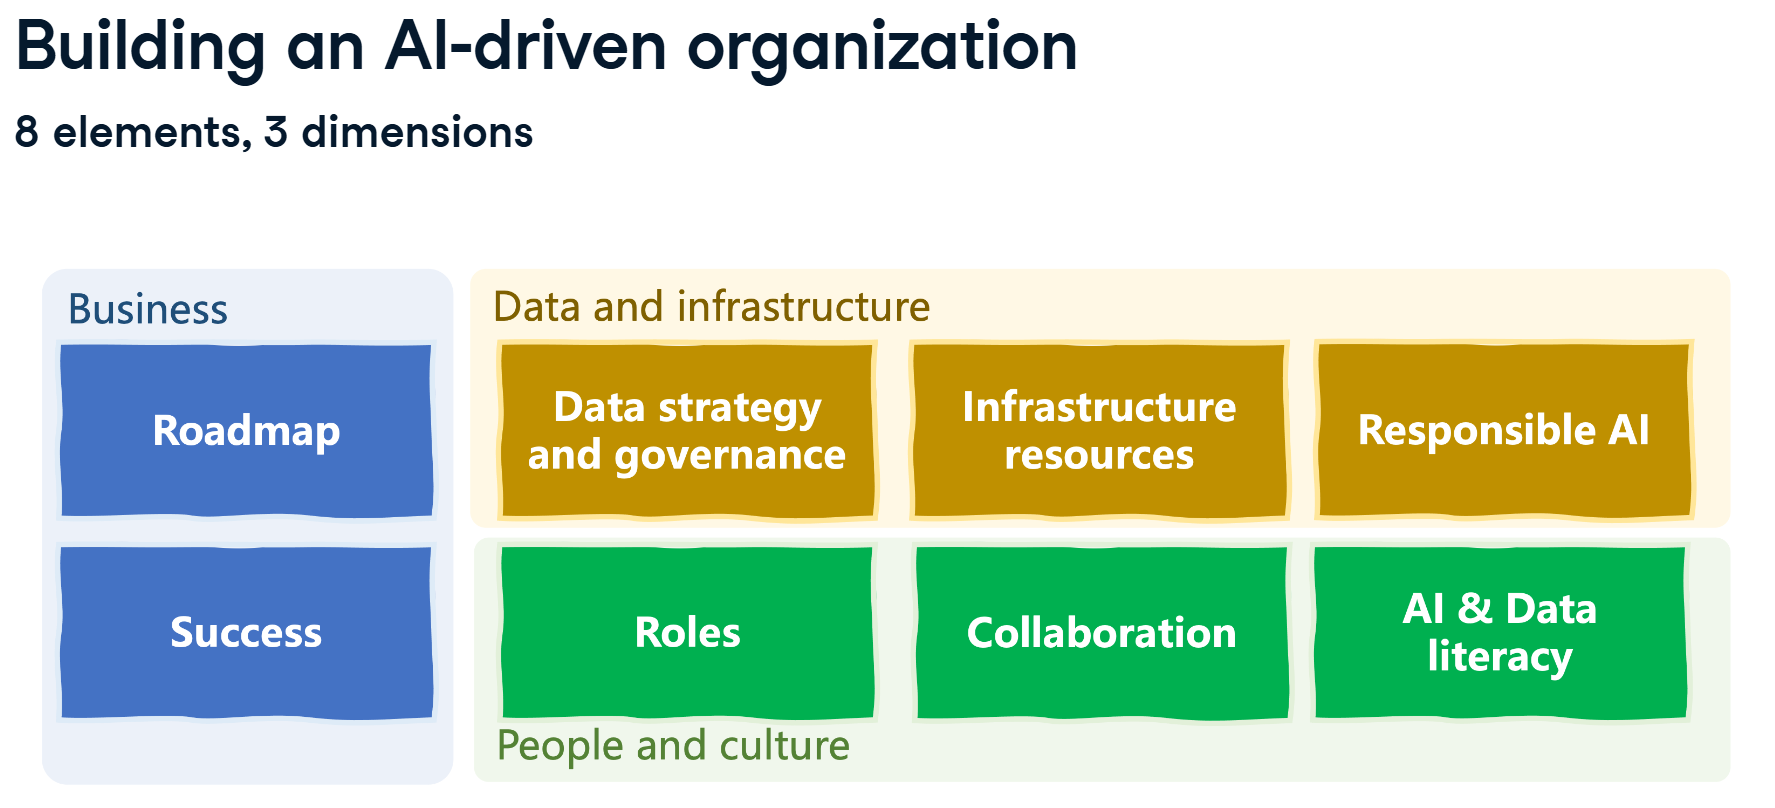 Building an AI-driven organization
8 elements, 3 dimensions
Business
Roadmap
Success
Data and infrastructure
Data strategy
and governance
Infrastructure
resources
Responsible AI
Roles
Collaboration
AI & Data
literacy
People and culture